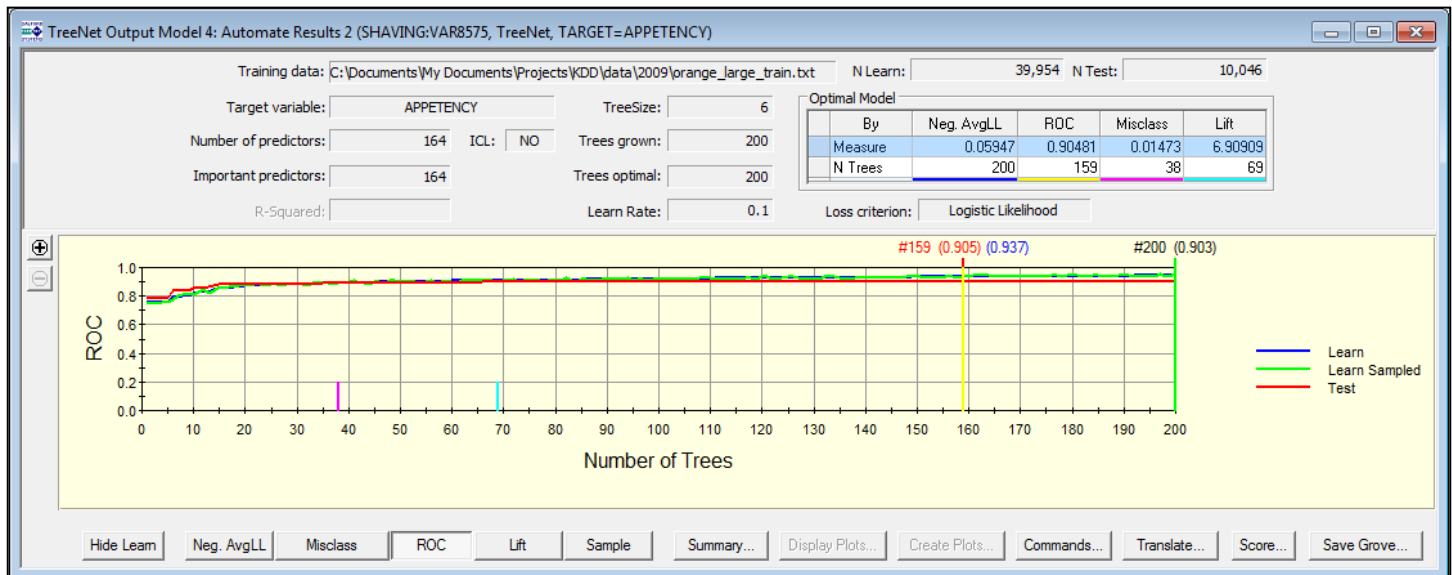 TreeNet Output Model 4: Automate Results 2 (SHAVING:VAR8575, TreeNet, TARGET=APPETENCY)
Training data: C:\Documents\My Documents\Projects\KDD\data\2009\orange_large_train.txt N Learn: 39,954 N Test: 10,046
Target variable: APPETENCY TreeSize: 6
Number of predictors: 164 ICL: NO Trees grown: 200
Important predictors: 164 Trees optimal: 200
R-Squared: Learn Rate: 0.1 Loss criterion: Logistic Likelihood
Optimal Model
By Neg. AvgLL ROC Misclass Lift
Measure 0.05947 0.90481 0.01473 6.90909
N Trees 200 159 38 69
#159 (0.905) (0.937) #200 (0.903)
1.0
0.8
0.6
0.4
0.2
0.0
ROC
0 10 20 30 40 50 60 70 80 90 100 110 120 130 140 150 160 170 180 190 200
Number of Trees
Learn
Learn Sampled
Test
Hide Learn Neg. AvgLL Misclass ROC Lift Sample Summary... Display Plots... Create Plots... Commands... Translate... Score... Save Grove...